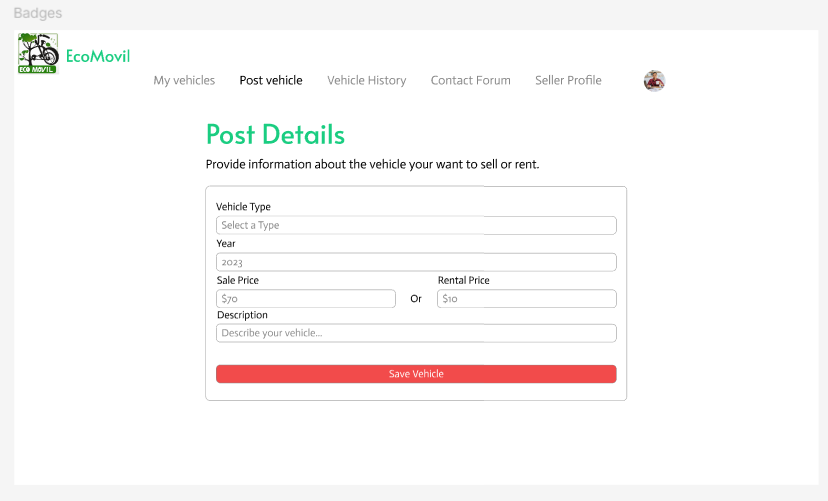 Badges
ECO MOVIL
EcoMovil
My vehicles Post vehicle Vehicle History Contact Forum Seller Profile
Post Details
Provide information about the vehicle your want to sell or rent.
Vehicle Type
Select a Type
Year
2023
Sale Price Rental Price
$70 Or $10
Description
Describe your vehicle...
Save Vehicle